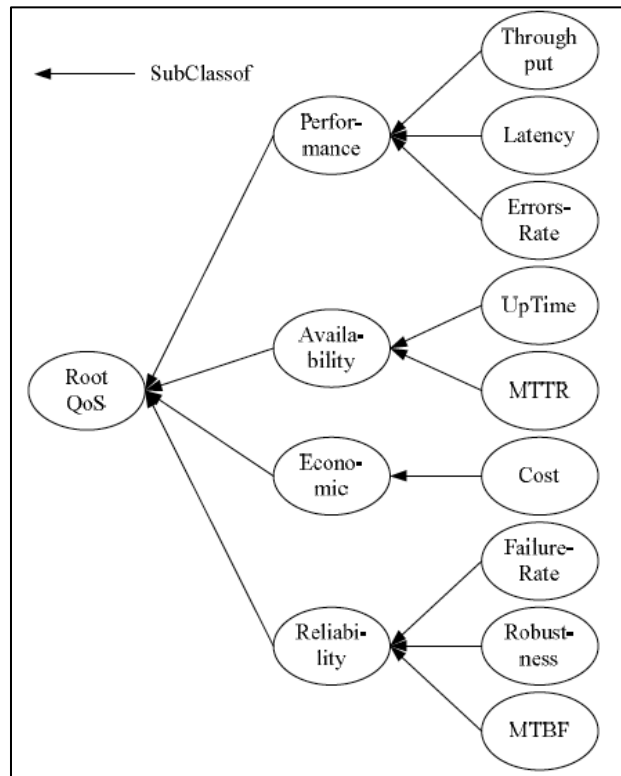 SubClassof
Through
put
Perfor-
mance
Latency
Errors-
Rate
UpTime
Availa-
bility
MTTR
Root
QoS
Econo-
mic
Cost
Failure-
Rate
Reliabi-
lity
Robust-
ness
MTBF